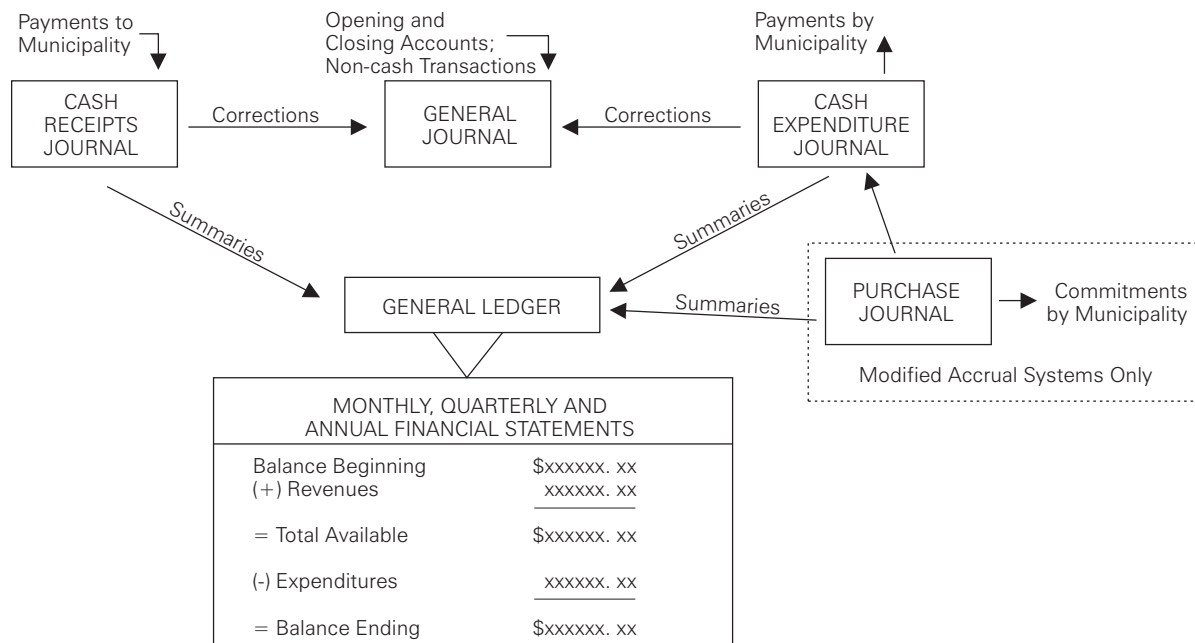 Payments to
Municipality
Opening and
Closing Accounts;
Non-cash Transactions
Payments by
Municipality
CASH
RECEIPTS
JOURNAL
Corrections
GENERAL
JOURNAL
Corrections
CASH
EXPENDITURE
JOURNAL
Summaries
Summaries
GENERAL LEDGER
Summaries
PURCHASE
JOURNAL
Commitments
by Municipality
Modified Accrual Systems Only
MONTHLY, QUARTERLY AND
ANNUAL FINANCIAL STATEMENTS
Balance Beginning $xxxxxx. xx
(+) Revenues xxxxxx. xx
= Total Available $xxxxxx. xx
(-) Expenditures xxxxxx. xx
= Balance Ending $xxxxxx. xx